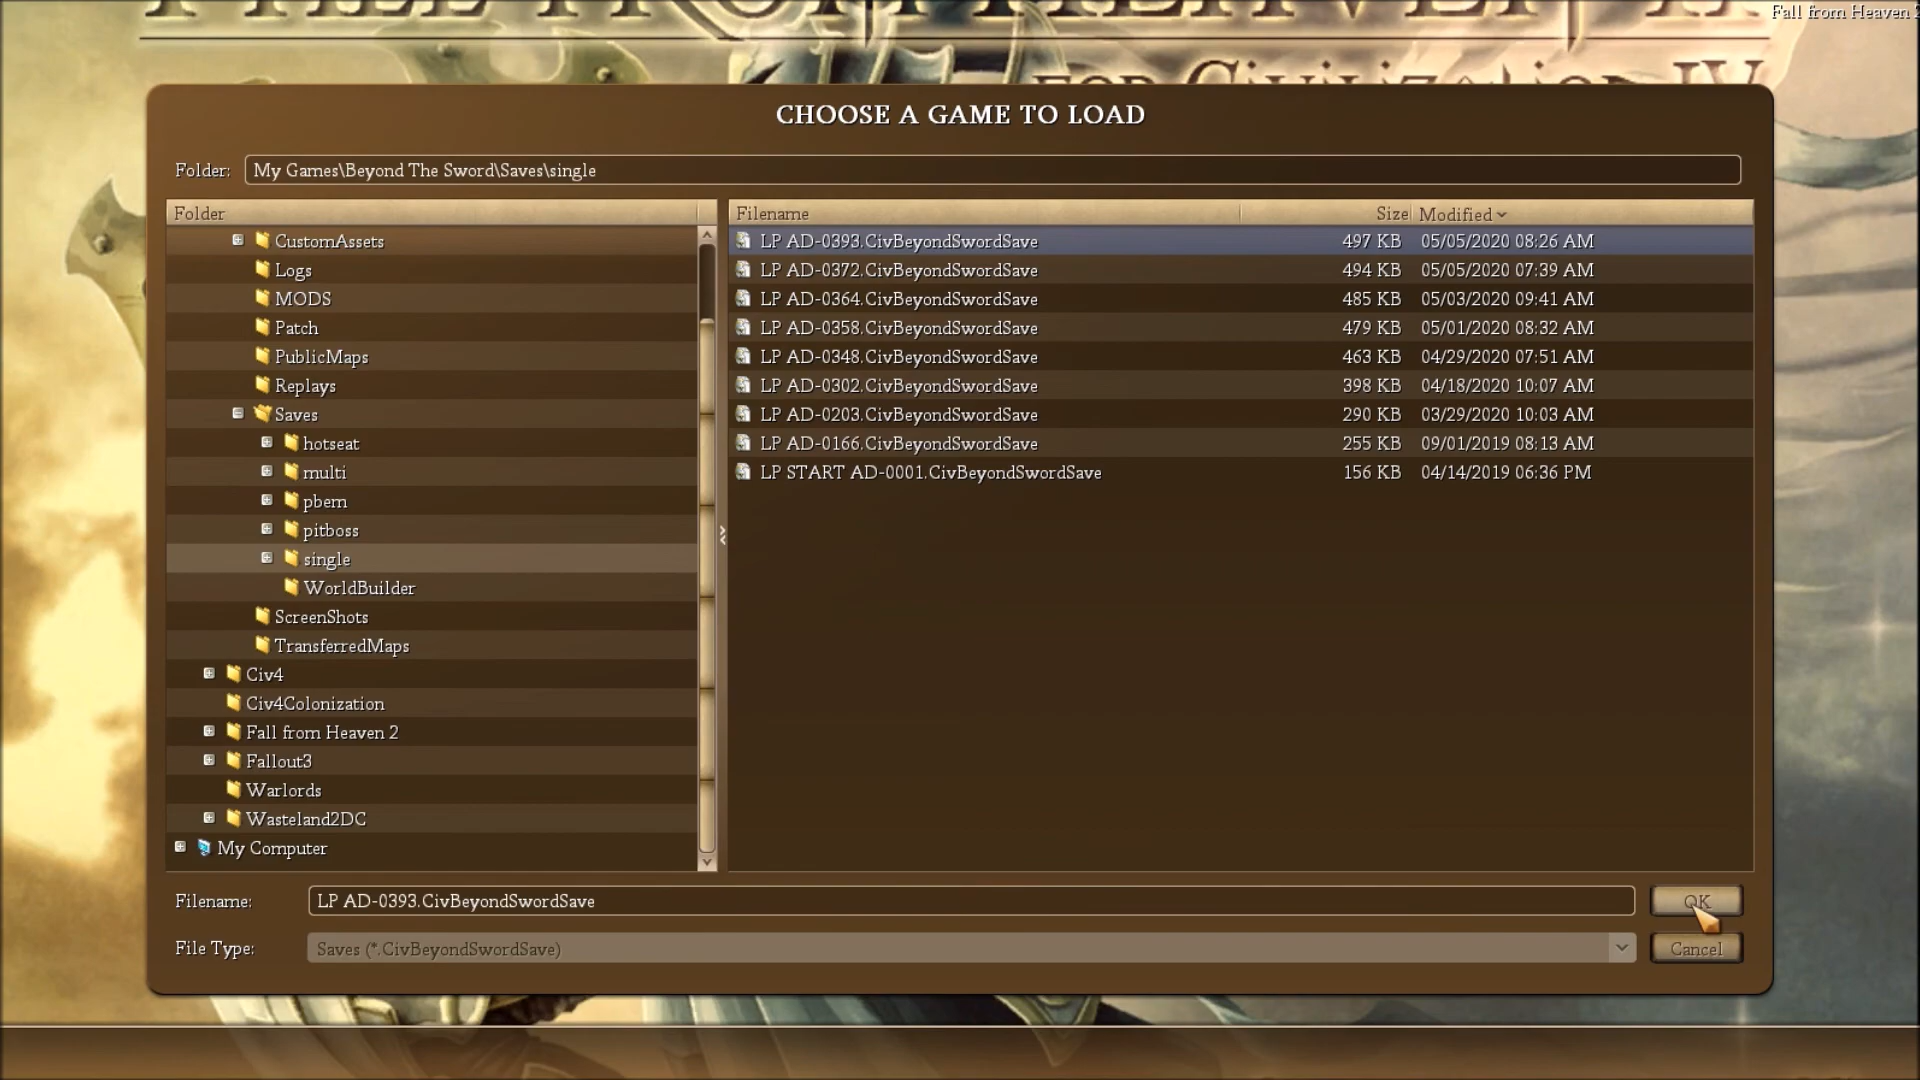 Fall from Heaven 2
FALL FROM HEAVEN II
FOR CIVILIZATION IV
CHOOSE A GAME TO LOAD
Folder: My Games\Beyond The Sword\Saves\single
Folder
CustomAssets
Logs
MODS
Patch
PublicMaps
Replays
Saves
hotseat
multi
pbem
pitboss
single
WorldBuilder
ScreenShots
TransferredMaps
Civ4
Civ4Colonization
Fall from Heaven 2
Fallout3
Warlords
Wasteland2DC
My Computer
Filename Size Modified
LP AD-0393.CivBeyondSwordSave 497 KB 05/05/2020 08:26 AM
LP AD-0372.CivBeyondSwordSave 494 KB 05/05/2020 07:39 AM
LP AD-0364.CivBeyondSwordSave 485 KB 05/03/2020 09:41 AM
LP AD-0358.CivBeyondSwordSave 479 KB 05/01/2020 08:32 AM
LP AD-0348.CivBeyondSwordSave 463 KB 04/29/2020 07:51 AM
LP AD-0302.CivBeyondSwordSave 398 KB 04/18/2020 10:07 AM
LP AD-0203.CivBeyondSwordSave 290 KB 03/29/2020 10:03 AM
LP AD-0166.CivBeyondSwordSave 255 KB 09/01/2019 08:13 AM
LP START AD-0001.CivBeyondSwordSave 156 KB 04/14/2019 06:36 PM
Filename: LP AD-0393.CivBeyondSwordSave OK
File Type: Saves (*.CivBeyondSwordSave) Cancel